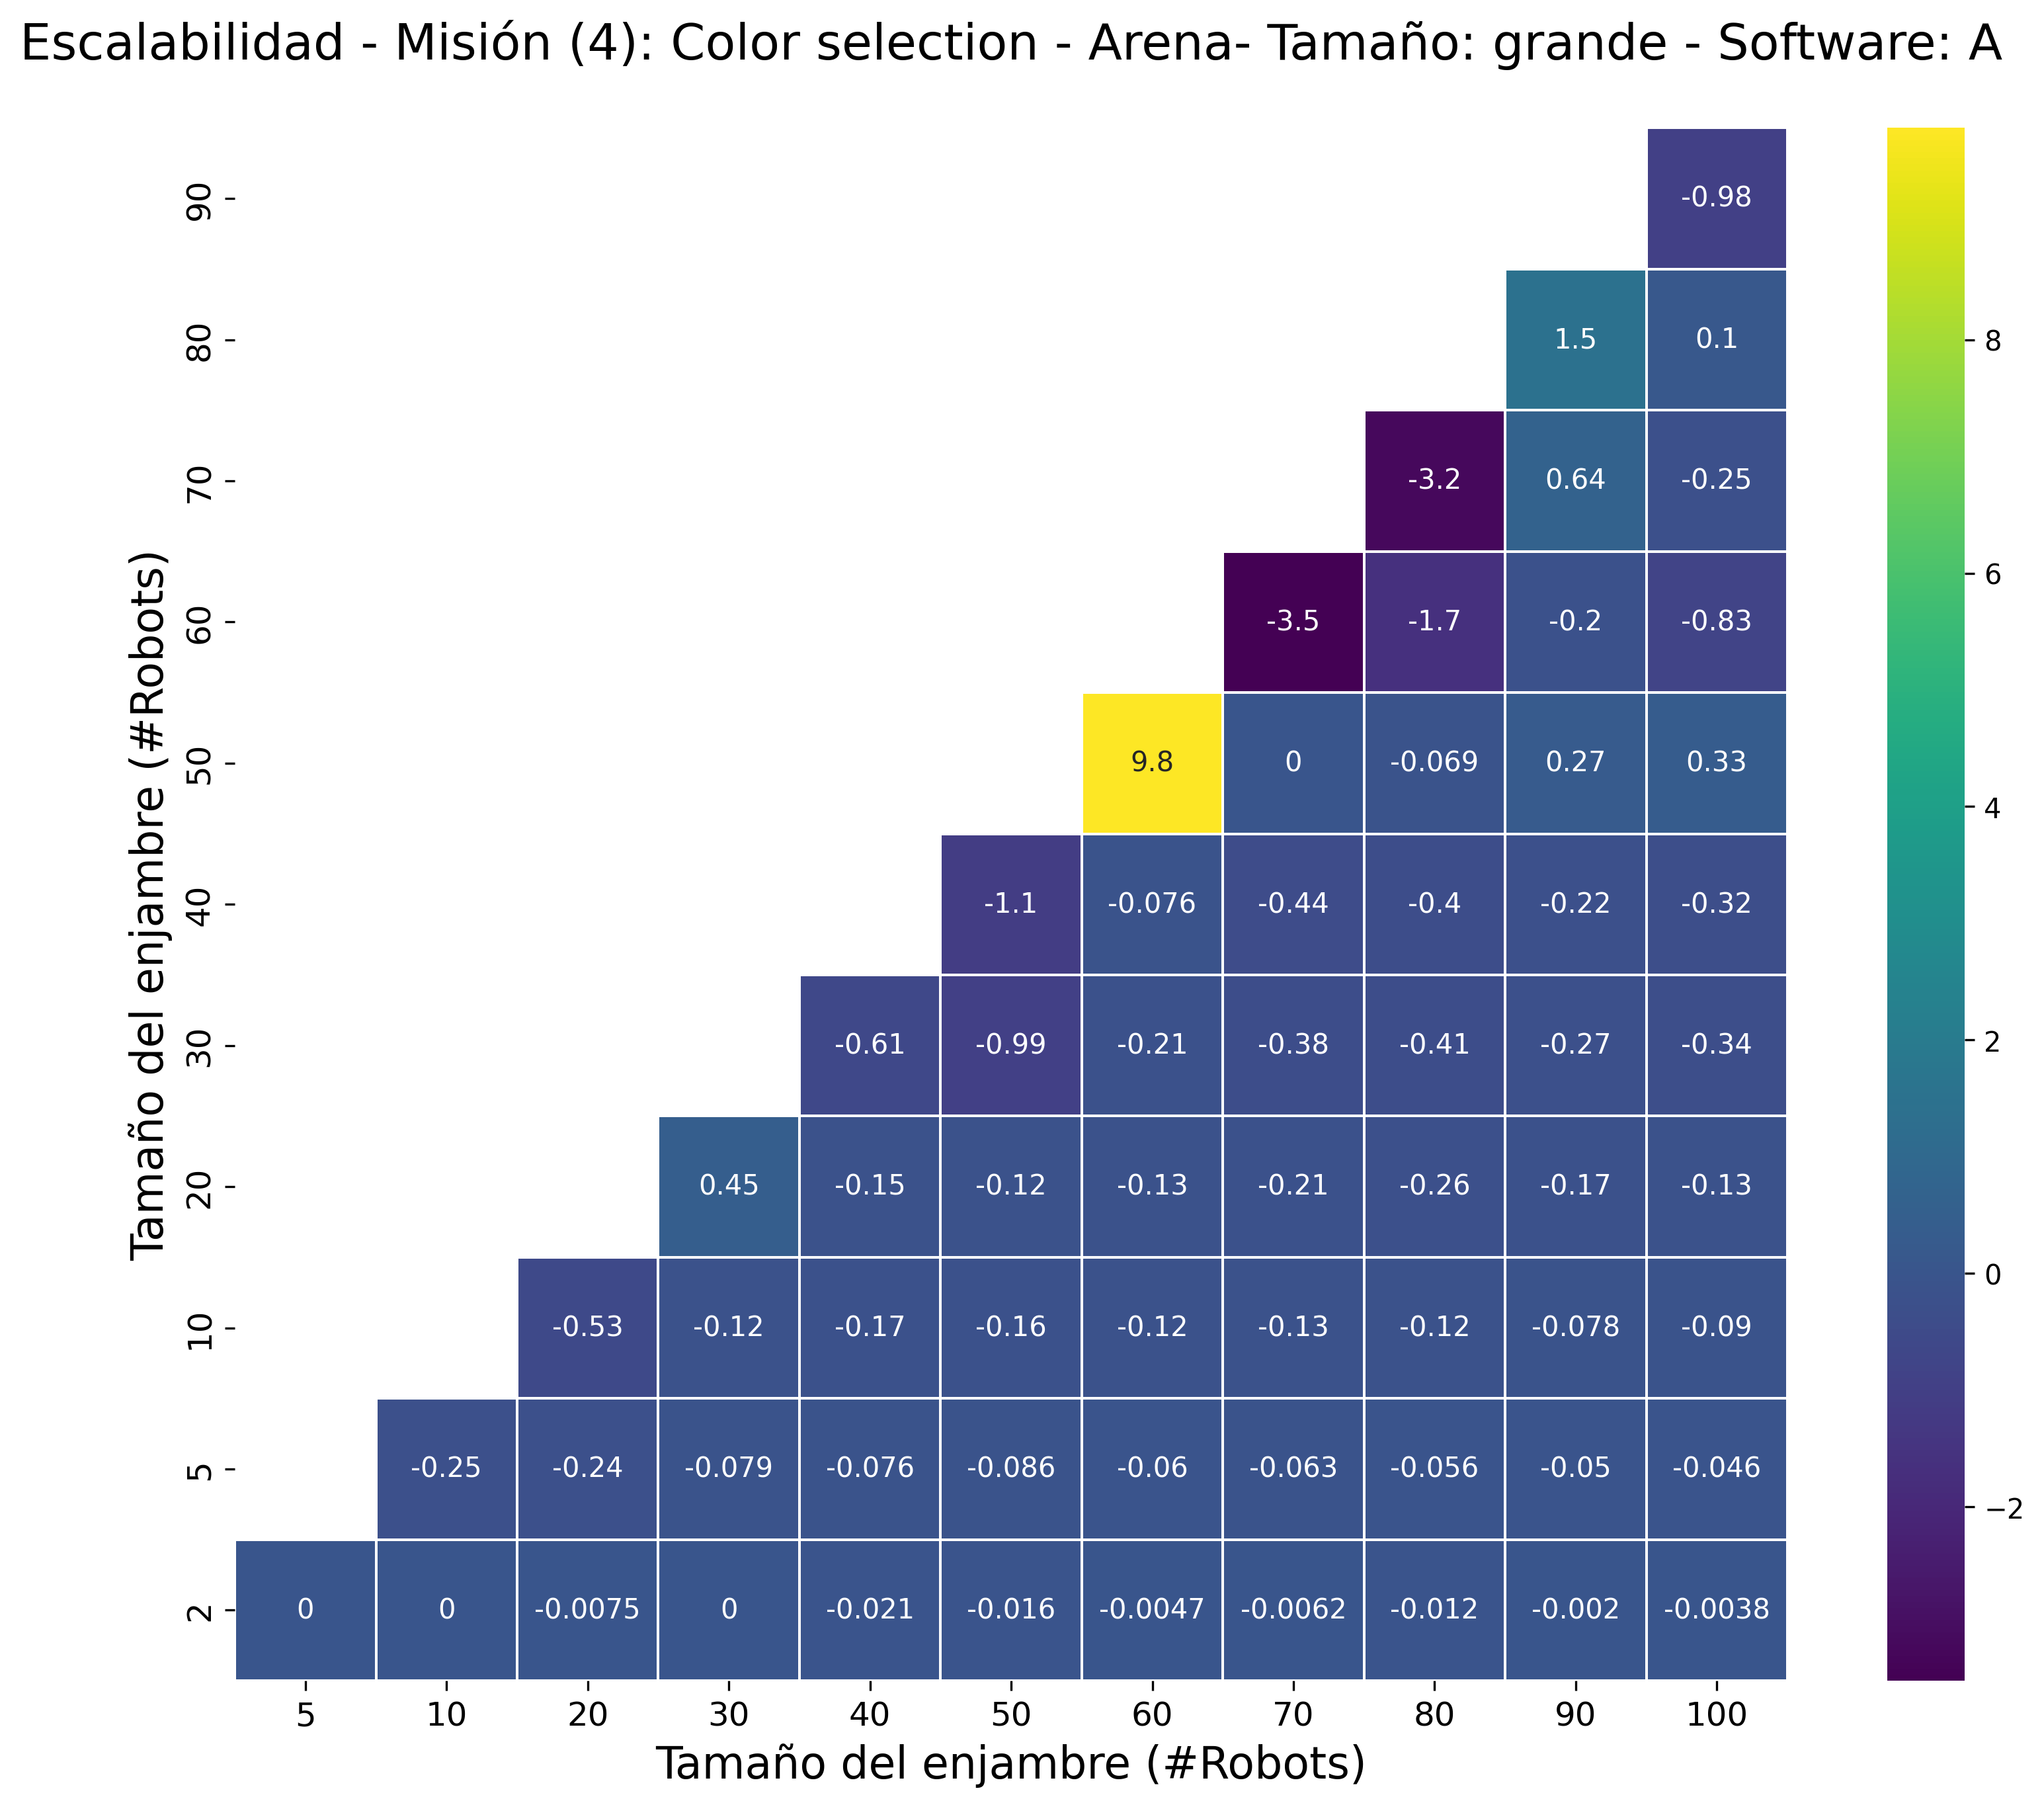 Escalabilidad - Misión (4): Color selection - Arena- Tamaño: grande - Software: A
90 -0.98
80 1.5 0.1 8
70 -3.2 0.64 -0.25
60 -3.5 -1.7 -0.2 -0.83 6
50 9.8 0 -0.069 0.27 0.33 4
40 -1.1 -0.076 -0.44 -0.4 -0.22 -0.32
30 -0.61 -0.99 -0.21 -0.38 -0.41 -0.27 -0.34 2
20 0.45 -0.15 -0.12 -0.13 -0.21 -0.26 -0.17 -0.13
10 -0.53 -0.12 -0.17 -0.16 -0.12 -0.13 -0.12 -0.078 -0.09 0
5 -0.25 -0.24 -0.079 -0.076 -0.086 -0.06 -0.063 -0.056 -0.05 -0.046 −2
2 0 0 -0.0075 0 -0.021 -0.016 -0.0047 -0.0062 -0.012 -0.002 -0.0038
5 10 20 30 40 50 60 70 80 90 100
Tamaño del enjambre (#Robots)
Tamaño del enjambre (#Robots)